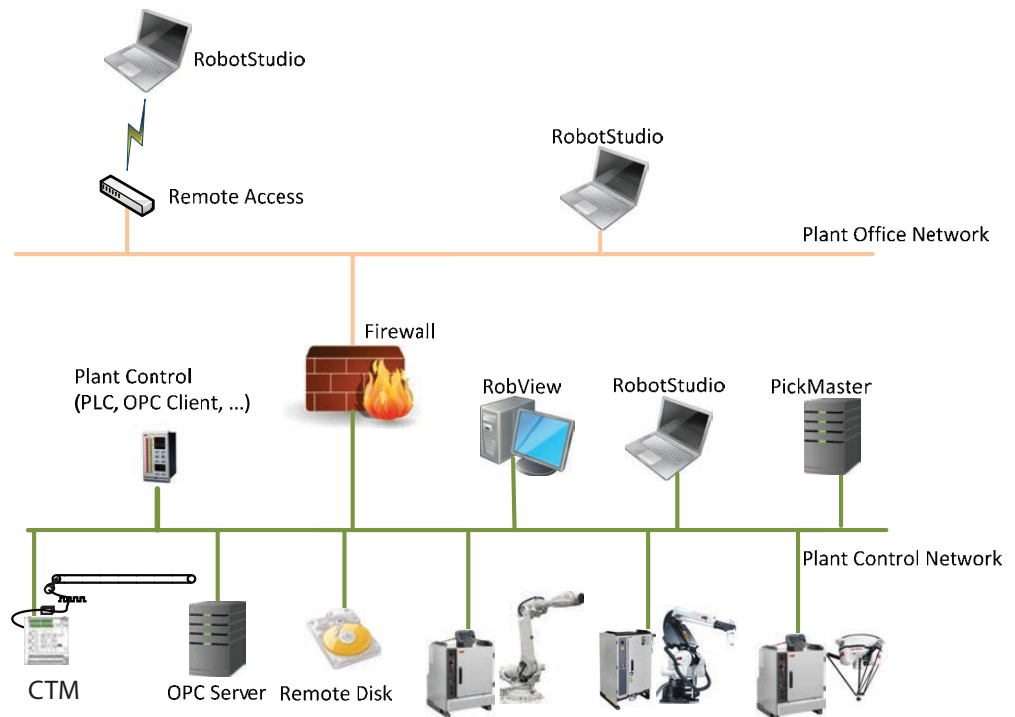 RobotStudio
RobotStudio
Remote Access
Plant Office Network
Firewall
Plant Control
(PLC, OPC Client, ...)
RobView
RobotStudio
PickMaster
Plant Control Network
CTM
OPC Server
Remote Disk